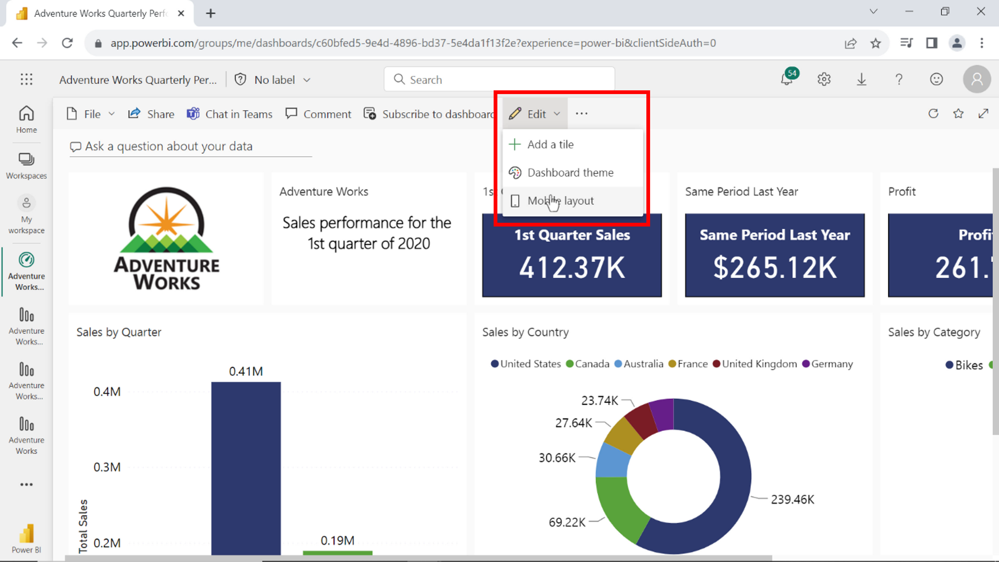 Adventure Works Quarterly Perfo
app.powerbi.com/groups/me/dashboards/c60bfed5-9e4d-4896-bd37-5e4da1f13f2e?experience=power-bi&clientSideAuth=0
Adventure Works Quarterly Per...
No label
Search
54
File
Share
Chat in Teams
Comment
Subscribe to dashboard
Edit
Add a tile
Dashboard theme
Mobile layout
Home
Workspaces
My
workspace
Adventure
Works...
Adventure
Works...
Adventure
Works...
Adventure
Works
Power BI
Ask a question about your data
ADVENTURE
WORKS
Adventure Works
Sales performance for the
1st quarter of 2020
1st
1st Quarter Sales
412.37K
Same Period Last Year
Same Period Last Year
$265.12K
Profit
Profit
261.
Sales by Quarter
0.41M
0.4M
0.3M
0.2M
0.19M
Total Sales
Sales by Country
United States Canada Australia France United Kingdom Germany
23.74K
27.64K
30.66K
69.22K
239.46K
Sales by Category
Bikes